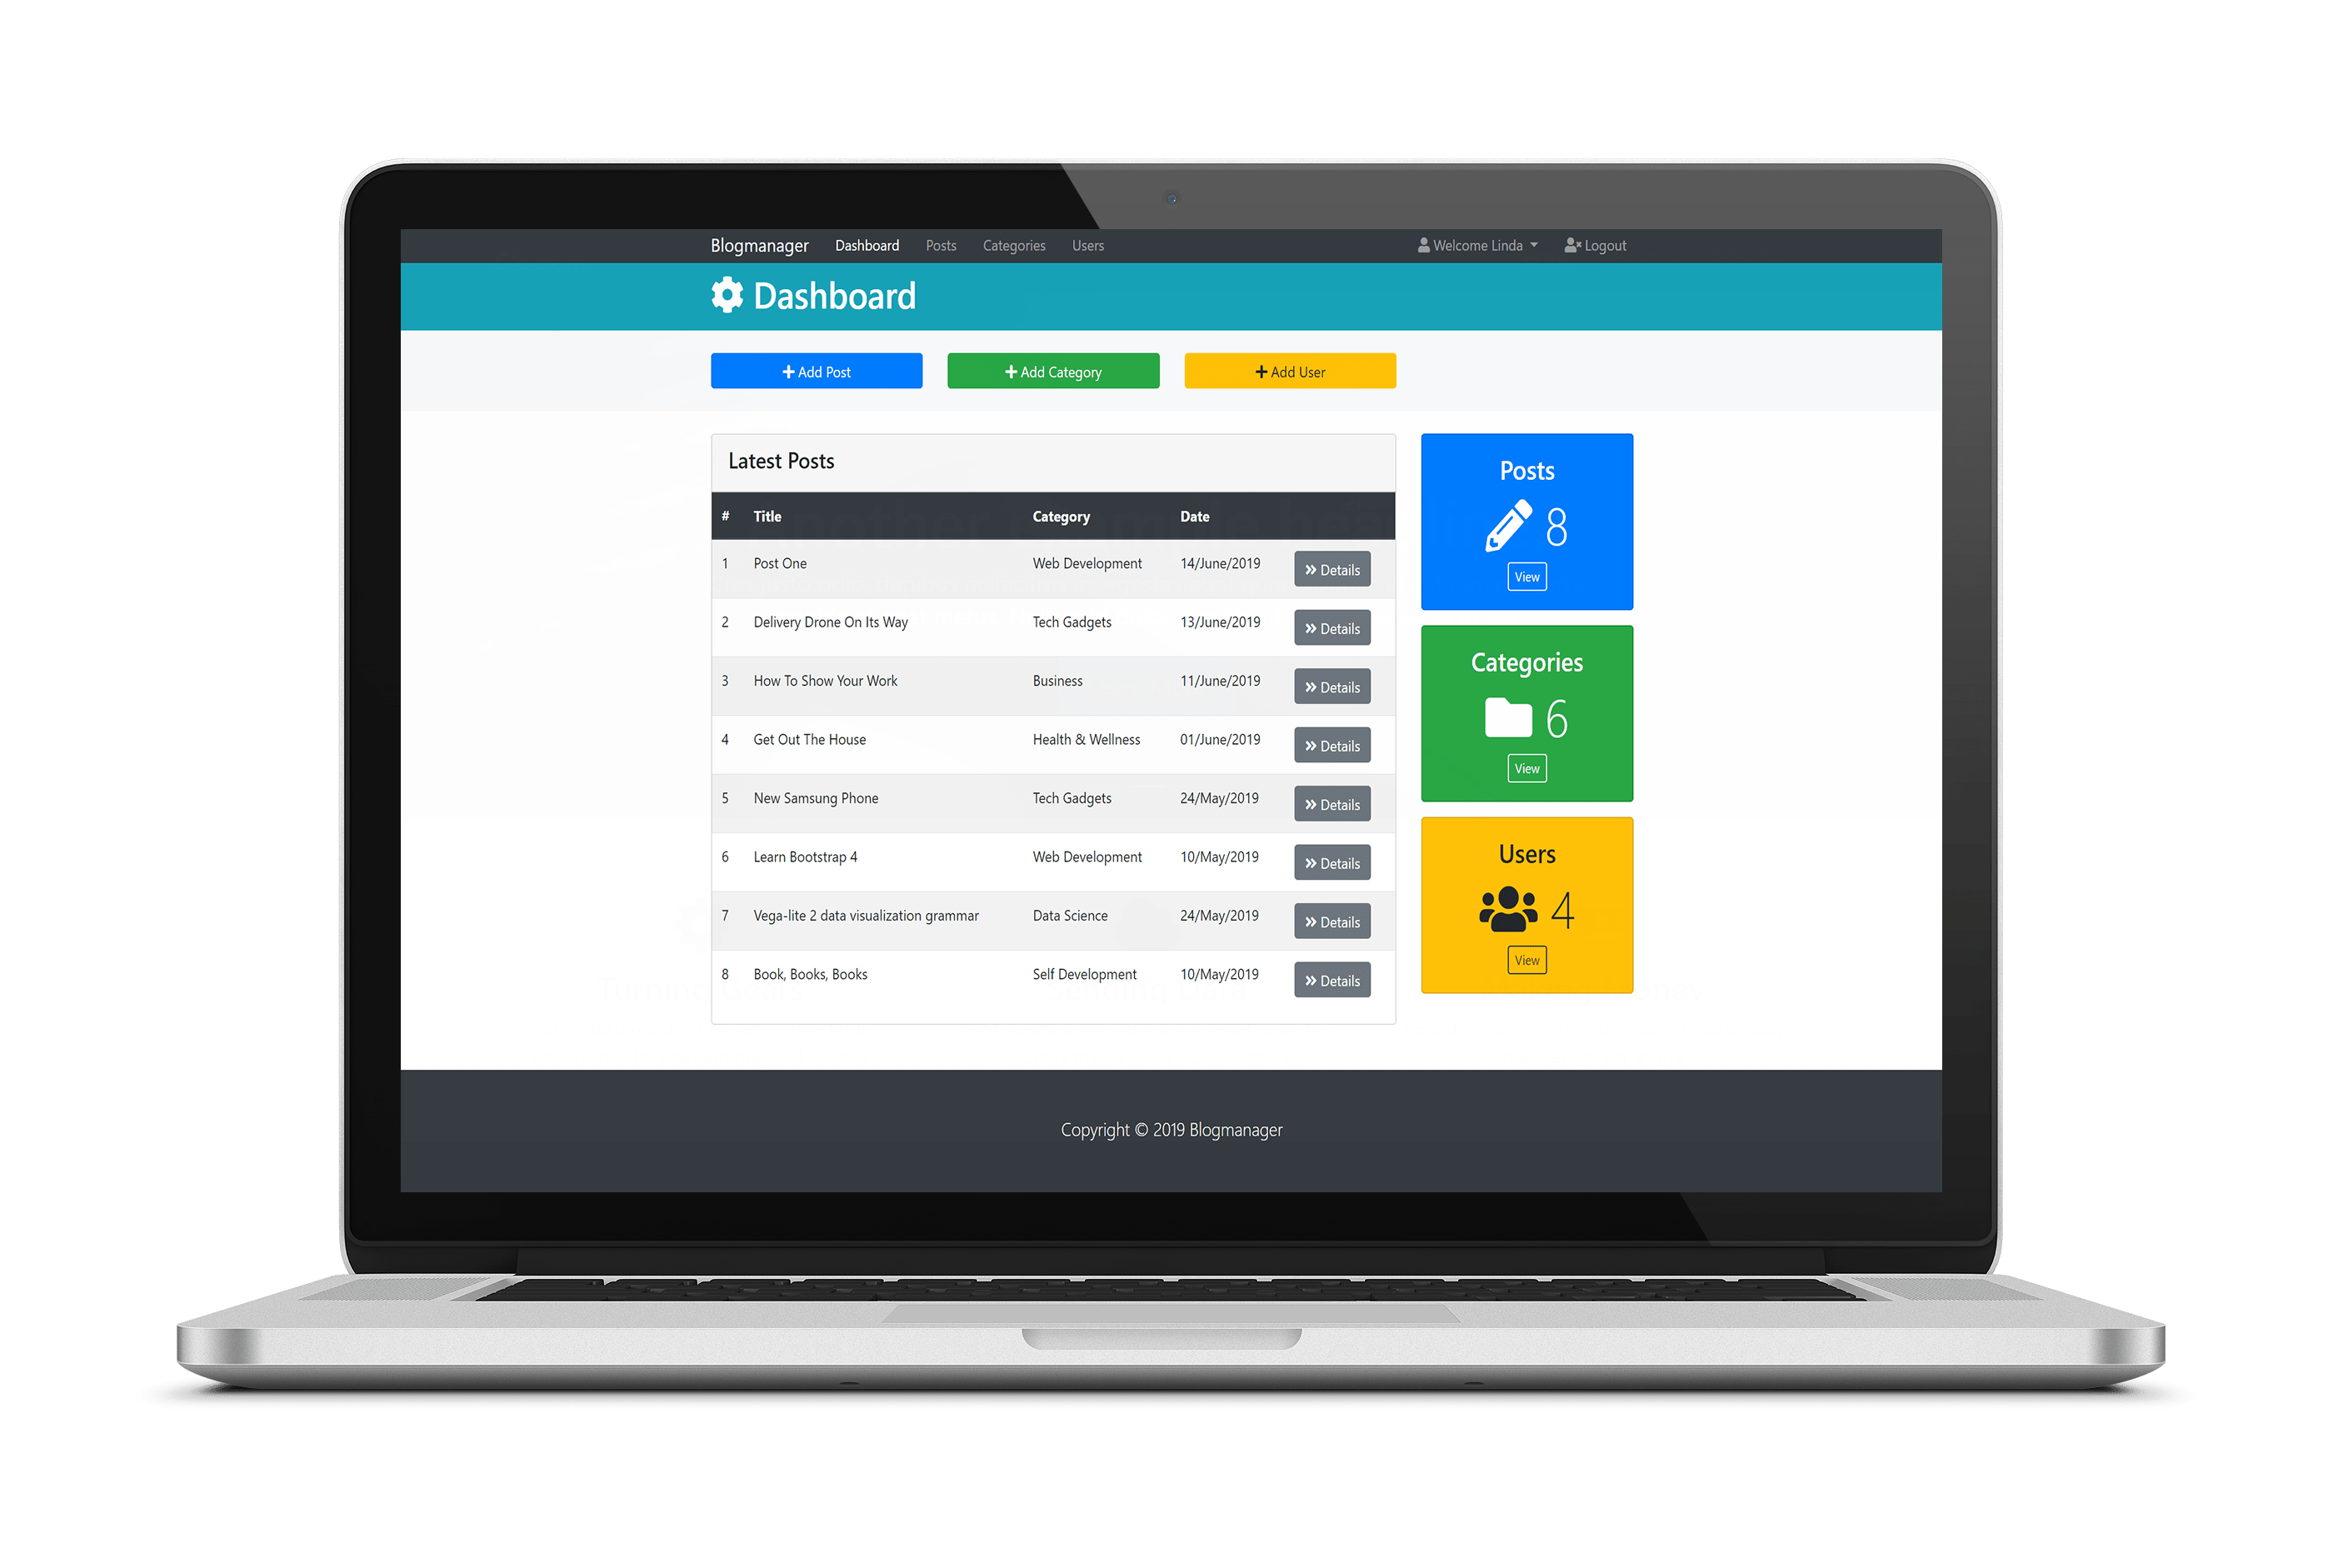 Blogmanager Dashboard Posts Categories Users Welcome Linda Logout
Dashboard
Add Post Add Category Add User
Latest Posts
# Title Category Date
1 Post One Web Development 14/June/2019 Details
2 Delivery Drone On Its Way Tech Gadgets 13/June/2019 Details
3 How To Show Your Work Business 11/June/2019 Details
4 Get Out The House Health & Wellness 01/June/2019 Details
5 New Samsung Phone Tech Gadgets 24/May/2019 Details
6 Learn Bootstrap 4 Web Development 10/May/2019 Details
7 Vega-lite 2 data visualization grammar Data Science 24/May/2019 Details
8 Book, Books, Books Self Development 10/May/2019 Details
Posts
8
View
Categories
6
View
Users
4
View
Copyright © 2019 Blogmanager